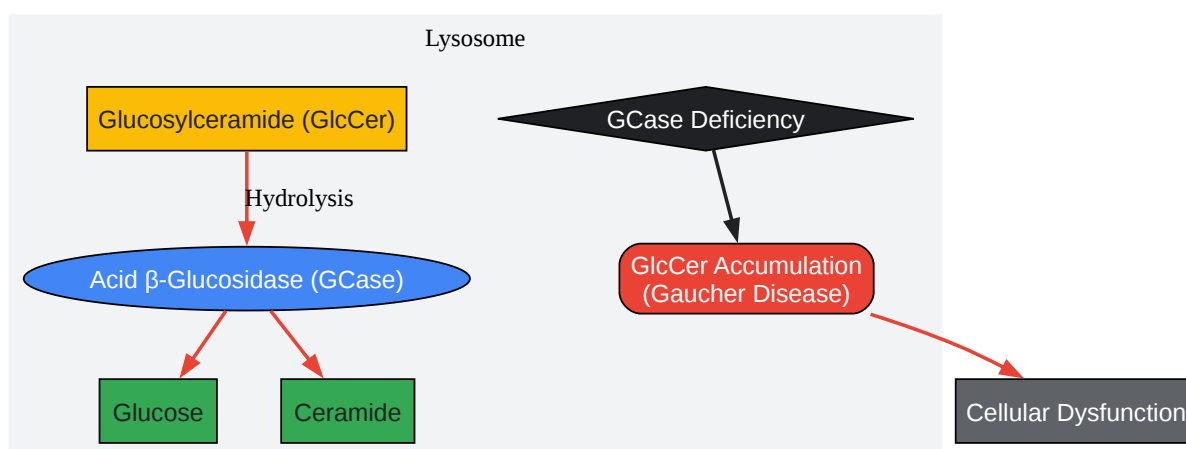 Lysosome
Glucosylceramide (GlcCer)
GCase Deficiency
Hydrolysis
Acid β-Glucosidase (GCase)
GlcCer Accumulation
(Gaucher Disease)
Glucose
Ceramide
Cellular Dysfunction